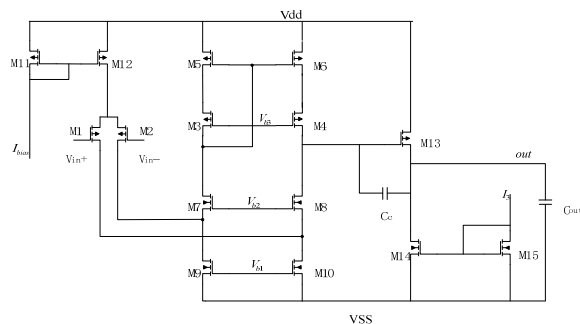 Vdd
M11
M12
M5
M6
M1
M2
M3
Vb3
M4
M13
Ibias
Vin+
Vin-
out
M7
Vb2
M8
Cc
I3
Cou
M14
M15
M9
Vb1
M10
VSS